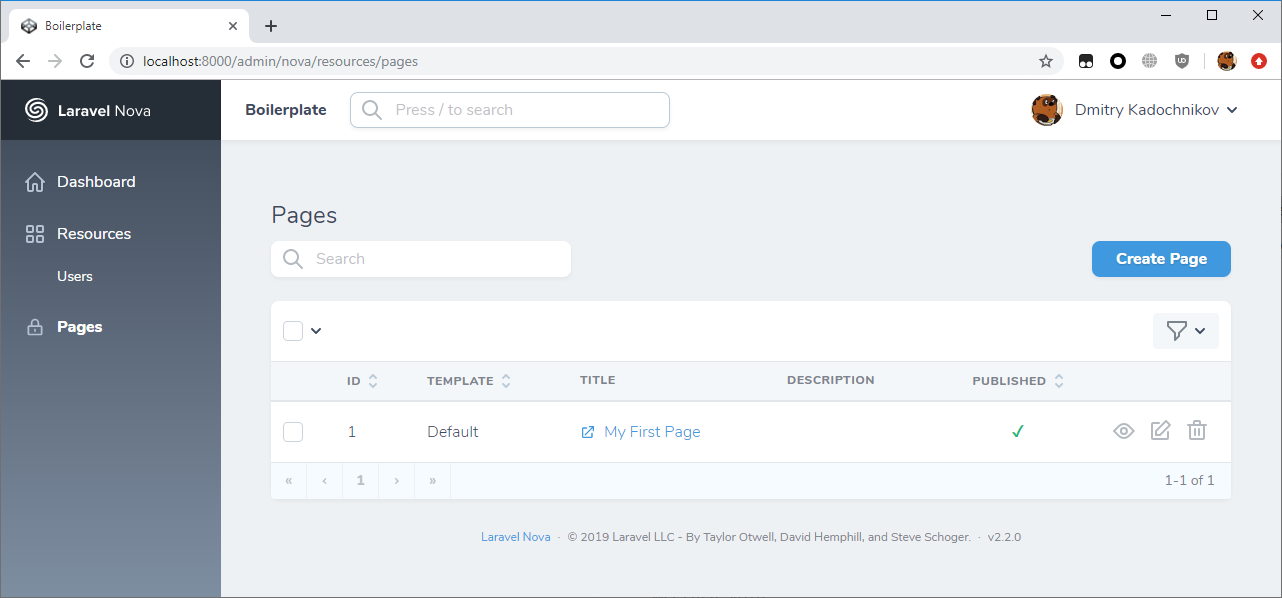 Boilerplate
localhost:8000/admin/nova/resources/pages
Laravel Nova
Boilerplate
Press / to search
Dmitry Kadochnikov
Dashboard
Resources
Users
Pages
Pages
Search
Create Page
ID TEMPLATE TITLE DESCRIPTION PUBLISHED
1 Default My First Page
« ‹ 1 › » 1-1 of 1
Laravel Nova · © 2019 Laravel LLC - By Taylor Otwell, David Hemphill, and Steve Schoger. · v2.2.0